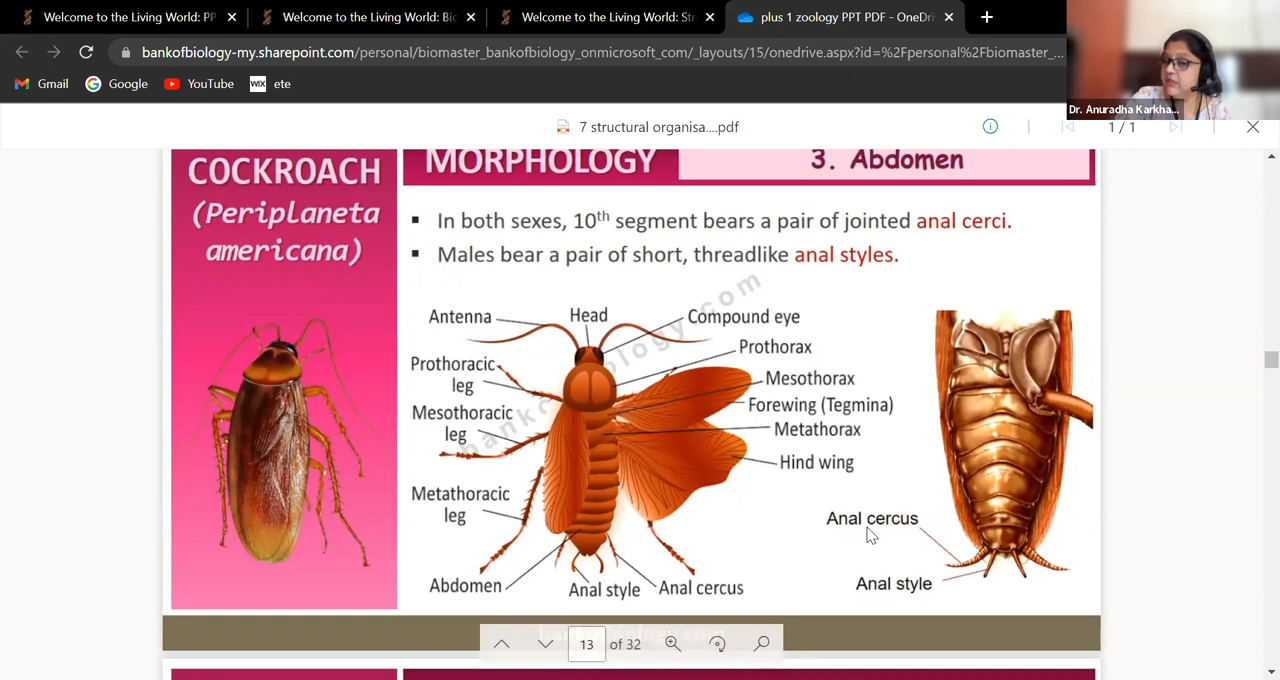 Welcome to the Living World: PP
Welcome to the Living World: Bio
Welcome to the Living World: Str
plus 1 zoology PPT PDF - OneDri
bankofbiology-my.sharepoint.com/personal/biomaster_bankofbiology_onmicrosoft_com/_layouts/15/onedrive.aspx?id=%2Fpersonal%2Fbiomaster_...
Gmail
Google
YouTube
WIX
ete
Dr. Anuradha Karkha...
7 structural organisa....pdf
1 / 1
COCKROACH
(Periplaneta
americana)
MORPHOLOGY
3. Abdomen
▪ In both sexes, 10th segment bears a pair of jointed anal cerci.
▪ Males bear a pair of short, threadlike anal styles.
Antenna
Head
Compound eye
Prothorax
Prothoracic
leg
Mesothorax
Forewing (Tegmina)
Mesothoracic
leg
Metathorax
Hind wing
Metathoracic
leg
Abdomen
Anal style
Anal cercus
Anal cercus
Anal style
13 of 32